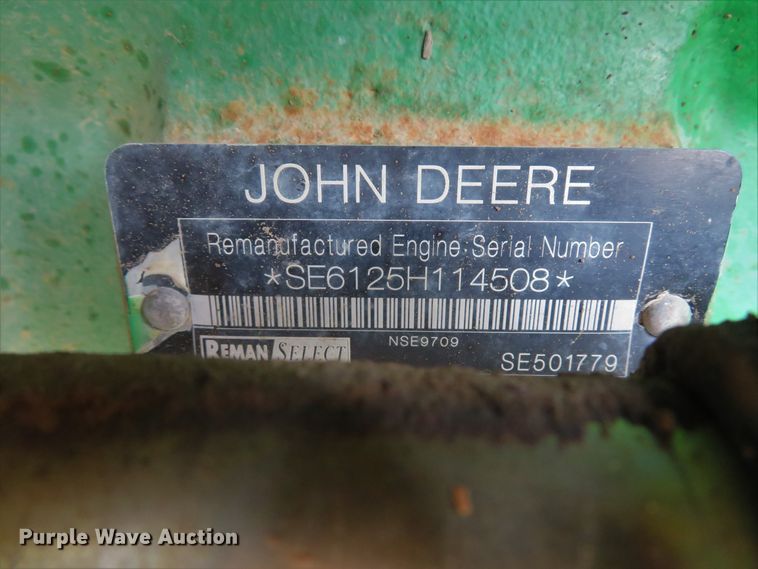 JOHN DEERE
Remanufactured Engine Serial Number
*SE6125H114508*
REMAN SELECT
NSE9709
SE501779
Purple Wave Auction